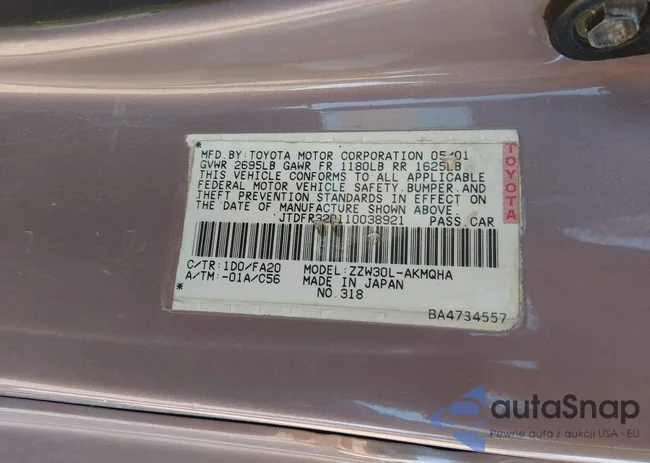 MFD.BY:TOYOTA MOTOR CORPORATION 05/01
GVWR 2695LB GAWR FR 1180LB RR 1625LB
THIS VEHICLE CONFORMS TO ALL APPLICABLE
FEDERAL MOTOR VEHICLE SAFETY.BUMPER.AND
THEFT PREVENTION STANDARDS IN EFFECT
ON THE DATE OF MANUFACTURE SHOWN ABOVE.
JTDFR320110038921 PASS.CAR
C/TR:1D0/FA20 MODEL:ZZW30L-AKMQHA
A/TM:-01A/C56 MADE IN JAPAN
NO.318
BA4734557
TOYOTA
autaSnap
Pewne auta z aukcji USA i EU